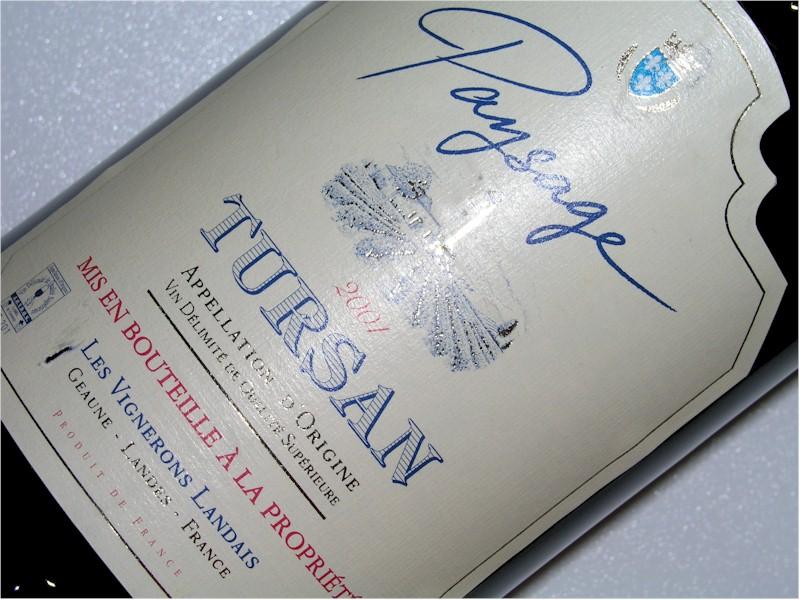 Paysage
2001
TURSAN
APPELLATION D'ORIGINE
VIN DÉLIMITÉ DE QUALITÉ SUPÉRIEURE
MIS EN BOUTEILLE À LA PROPRIÉTÉ
LES VIGNERONS LANDAIS
GEAUNE - LANDES - FRANCE
PRODUIT DE FRANCE